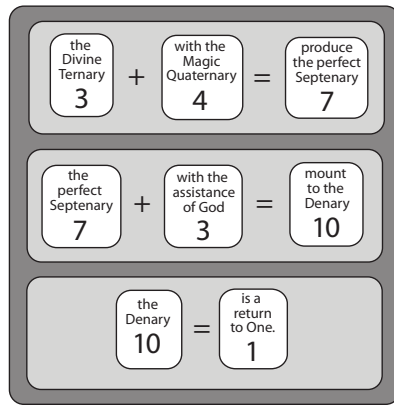 the
Divine
Ternary
3
+
with the
Magic
Quaternary
4
=
produce
the perfect
Septenary
7
the
perfect
Septenary
7
+
with the
assistance
of God
3
=
mount
to the
Denary
10
the
Denary
10
=
is a
return
to One.
1